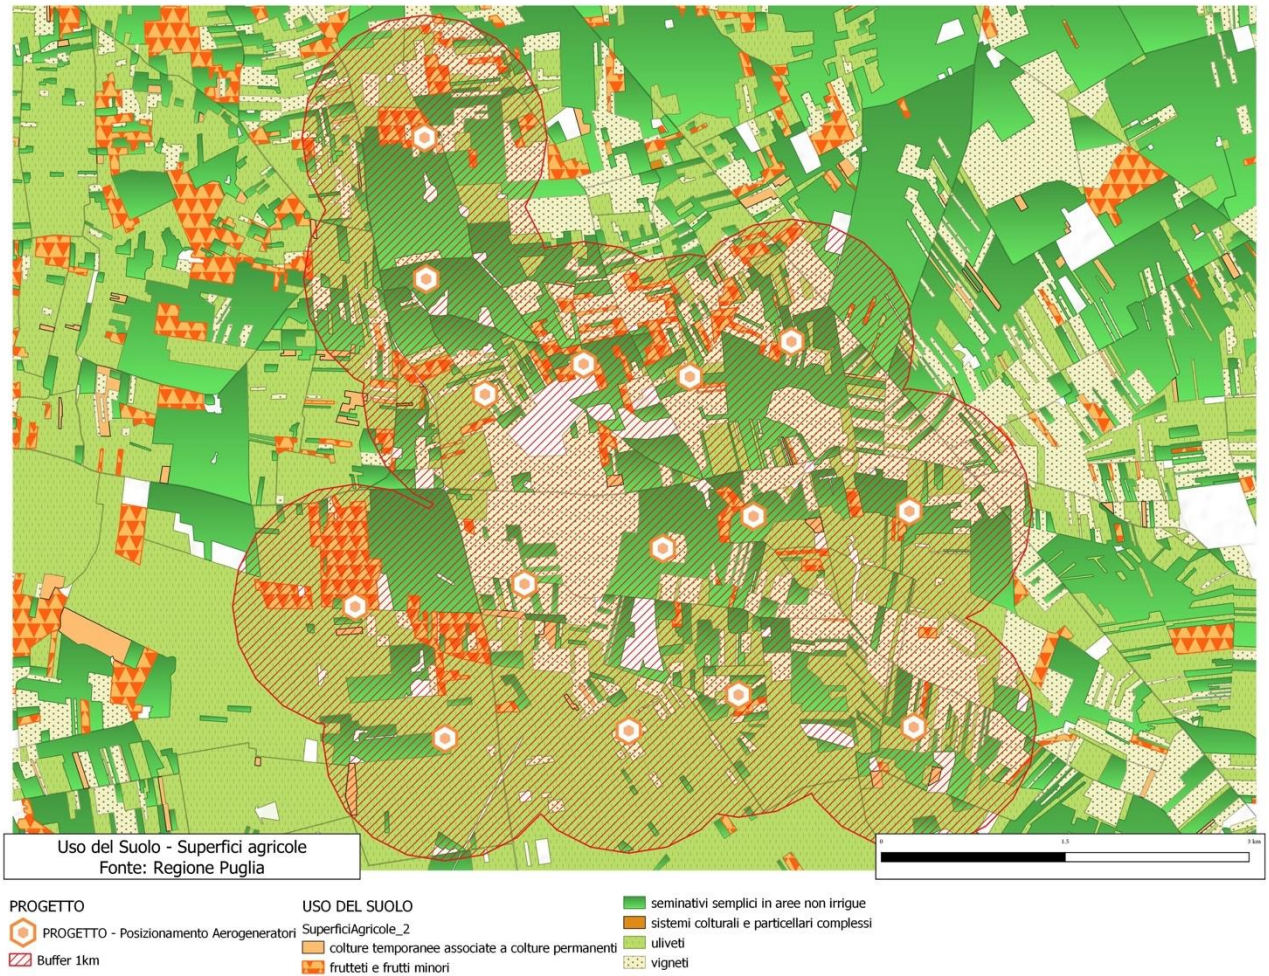 Uso del Suolo - Superfici agricole
Fonte: Regione Puglia
0 1.5 3 km
PROGETTO
PROGETTO - Posizionamento Aerogeneratori
Buffer 1km
USO DEL SUOLO
SuperficiAgricole_2
colture temporanee associate a colture permanenti
frutteti e frutti minori
seminativi semplici in aree non irrigue
sistemi colturali e particellari complessi
uliveti
vigneti